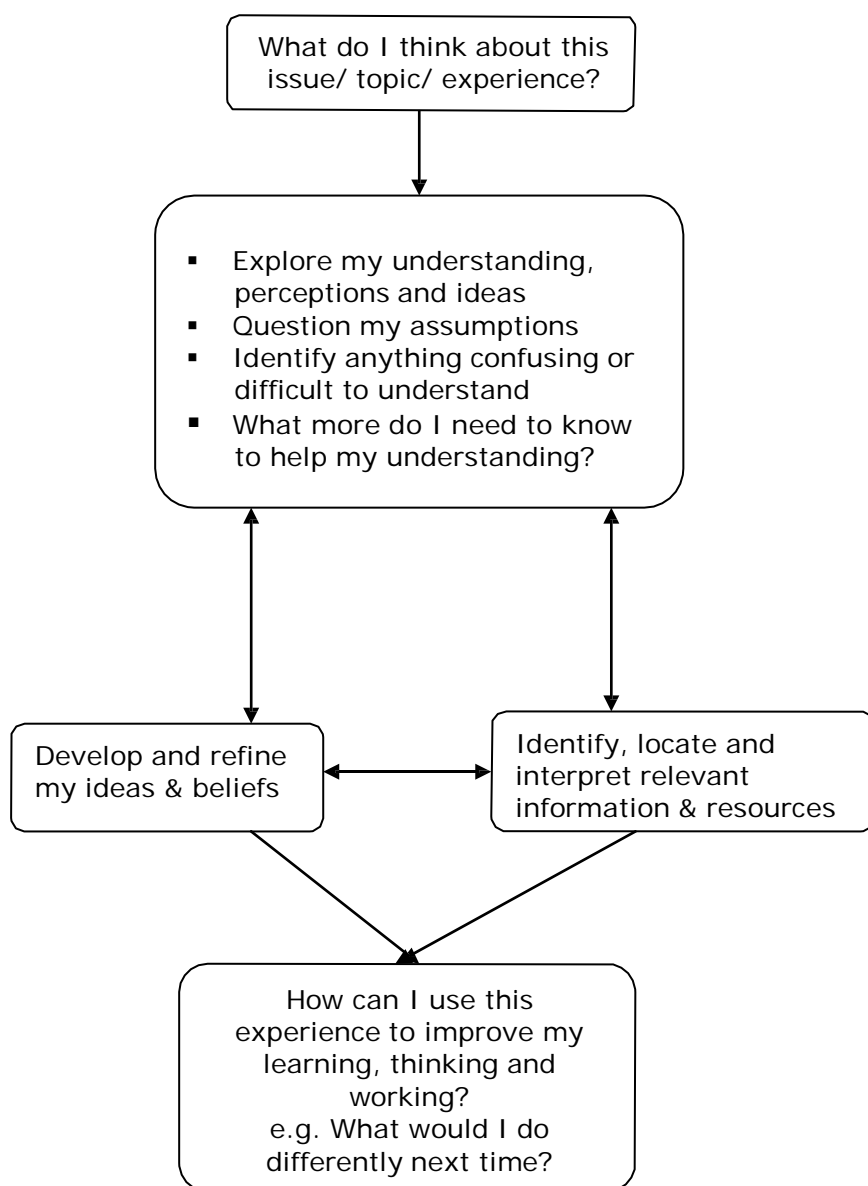 What do I think about this
issue/ topic/ experience?
▪ Explore my understanding,
perceptions and ideas
▪ Question my assumptions
▪ Identify anything confusing or
difficult to understand
▪ What more do I need to know
to help my understanding?
Develop and refine
my ideas & beliefs
Identify, locate and
interpret relevant
information & resources
How can I use this
experience to improve my
learning, thinking and
working?
e.g. What would I do
differently next time?